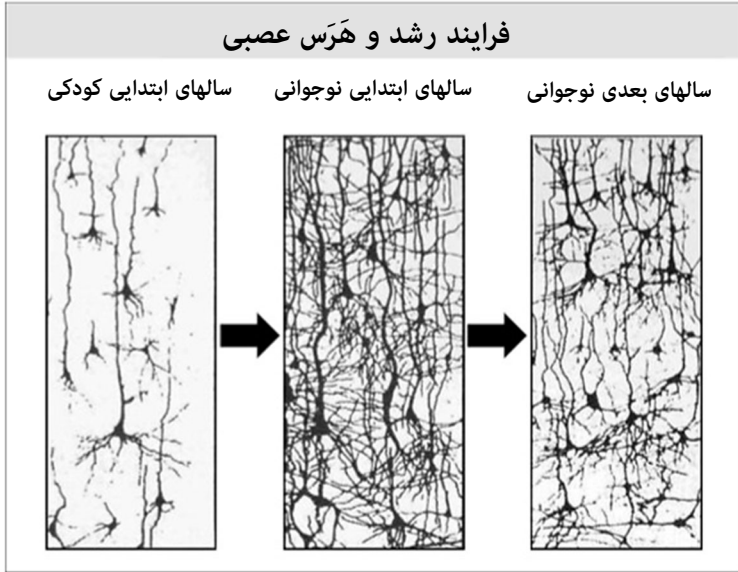 فرایند رشد و هَرَس عصبی
سالهای ابتدایی کودکی
سالهای ابتدایی نوجوانی
سالهای بعدی نوجوانی